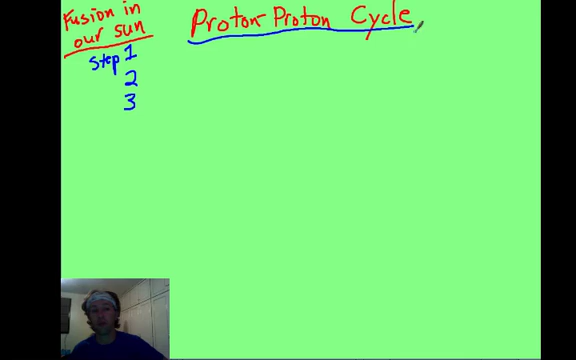 Fusion in
our sun
Proton-Proton Cycle
Step 1
2
3